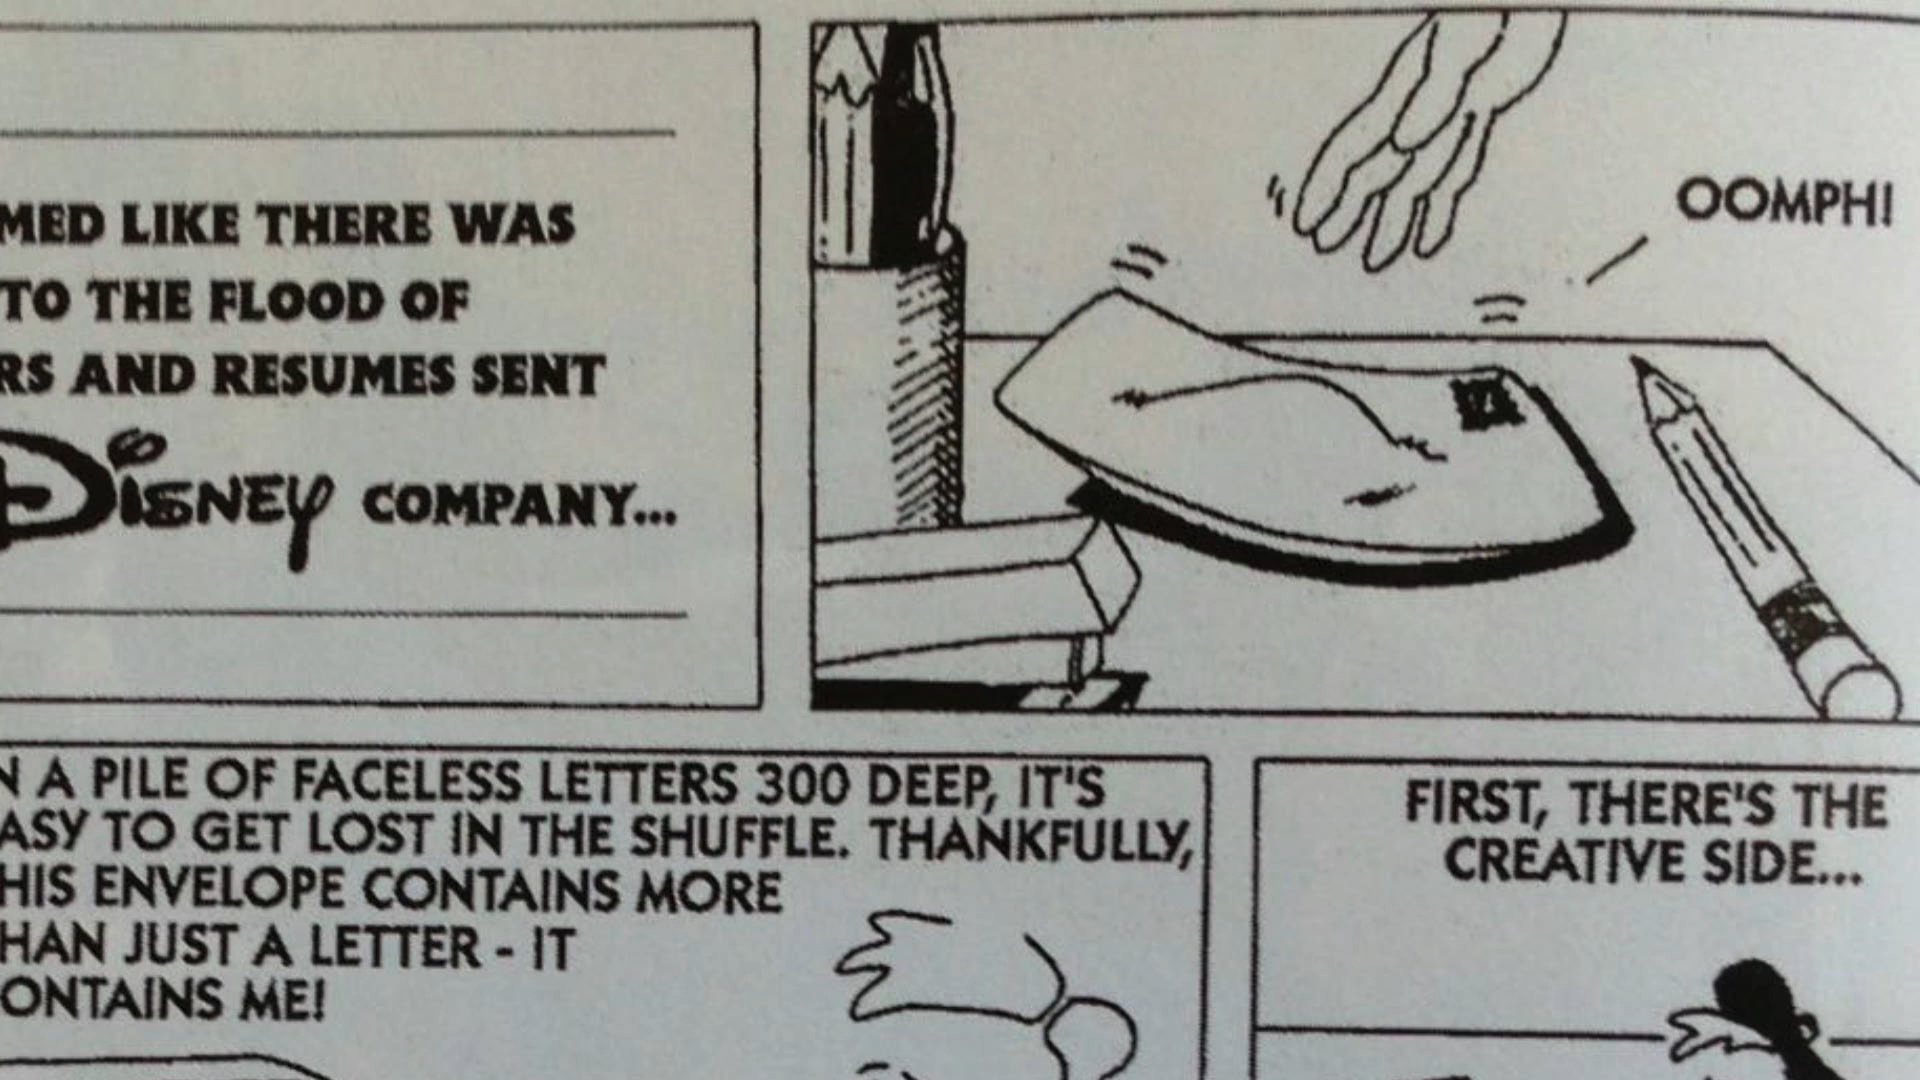 MED LIKE THERE WAS
TO THE FLOOD OF
RS AND RESUMES SENT
DISNEY COMPANY...
OOMPH!
N A PILE OF FACELESS LETTERS 300 DEEP, IT'S
ASY TO GET LOST IN THE SHUFFLE. THANKFULLY,
HIS ENVELOPE CONTAINS MORE
HAN JUST A LETTER - IT
ONTAINS ME!
FIRST, THERE'S THE
CREATIVE SIDE...